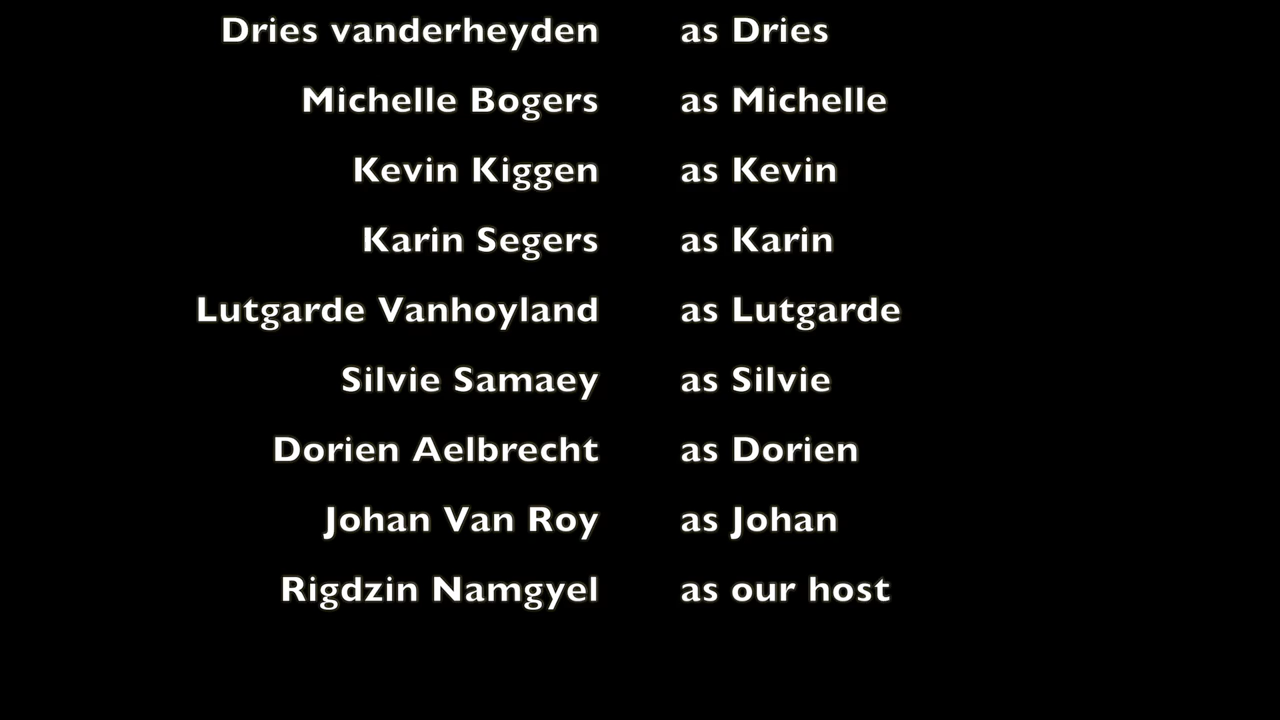 Dries vanderheyden as Dries
Michelle Bogers as Michelle
Kevin Kiggen as Kevin
Karin Segers as Karin
Lutgarde Vanhoyland as Lutgarde
Silvie Samaey as Silvie
Dorien Aelbrecht as Dorien
Johan Van Roy as Johan
Rigdzin Namgyel as our host